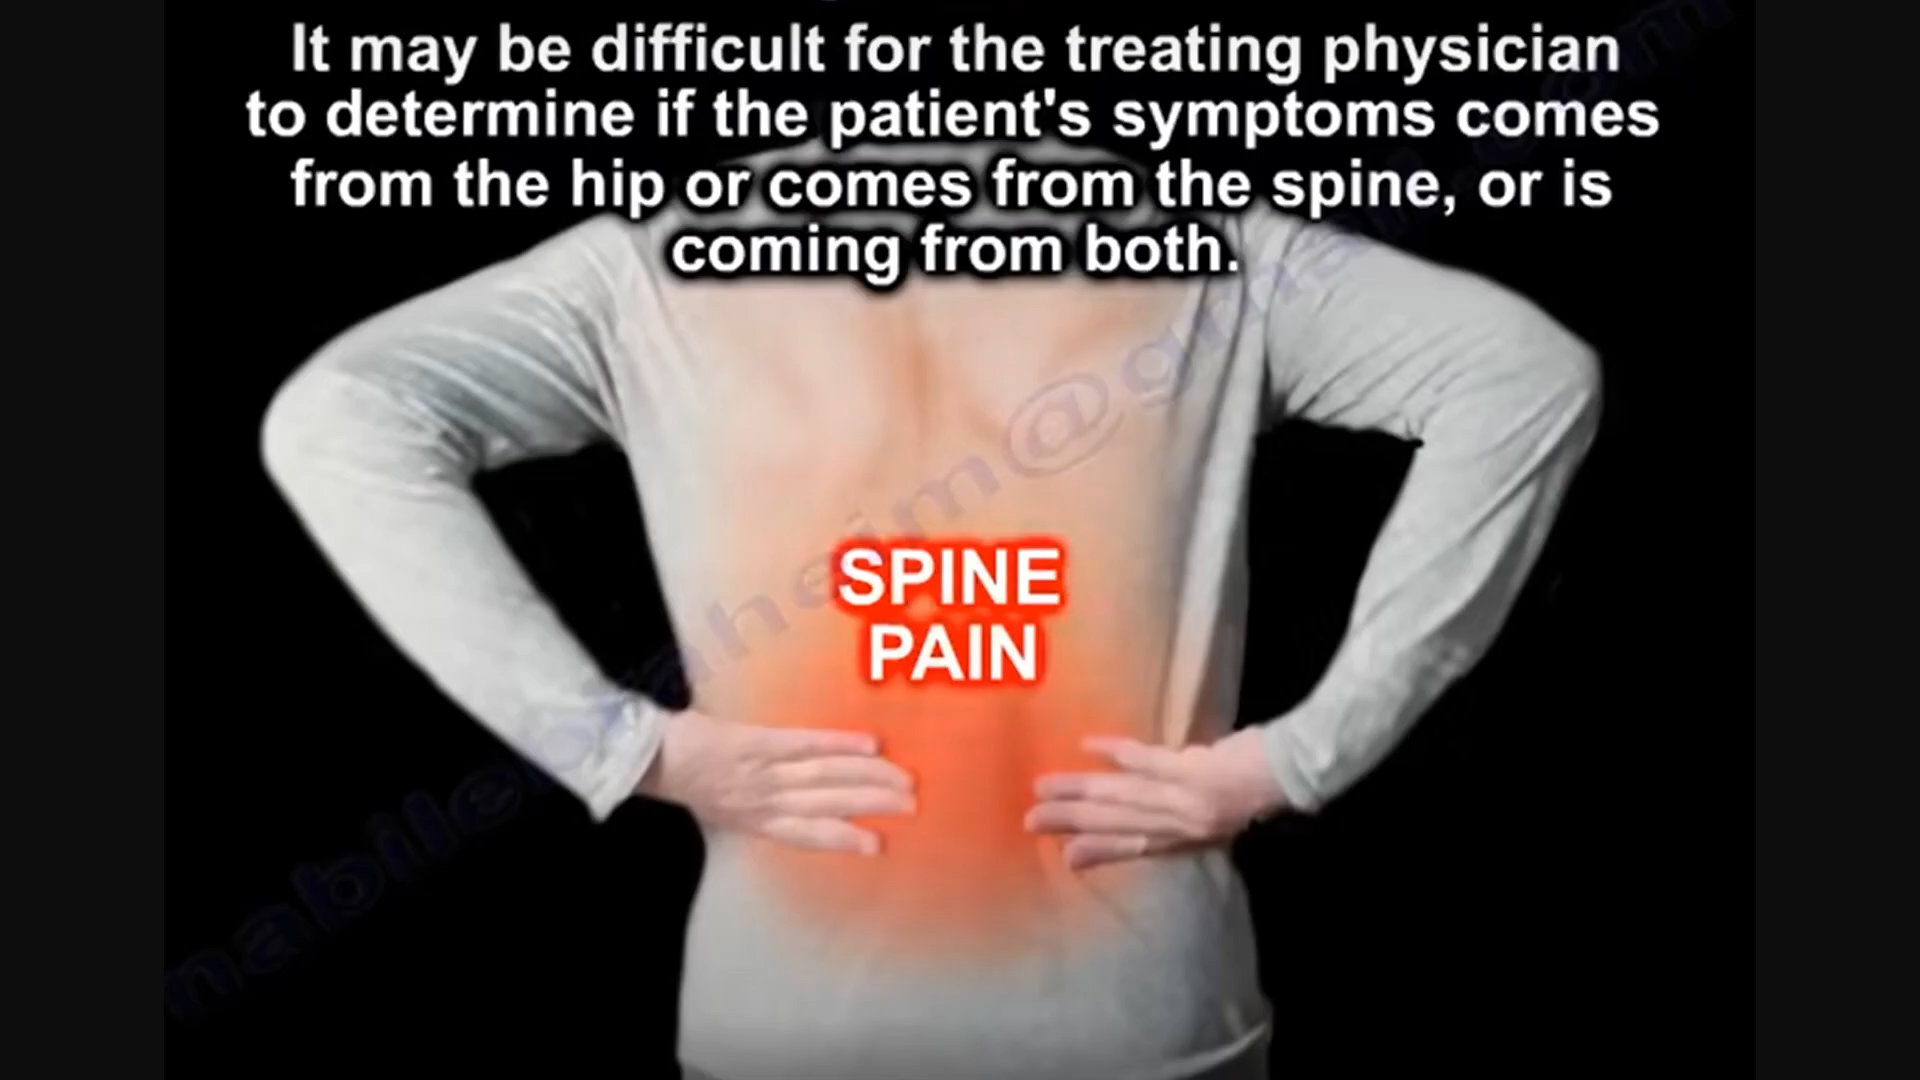 It may be difficult for the treating physician
to determine if the patient's symptoms comes
from the hip or comes from the spine, or is
coming from both.
SPINE
PAIN